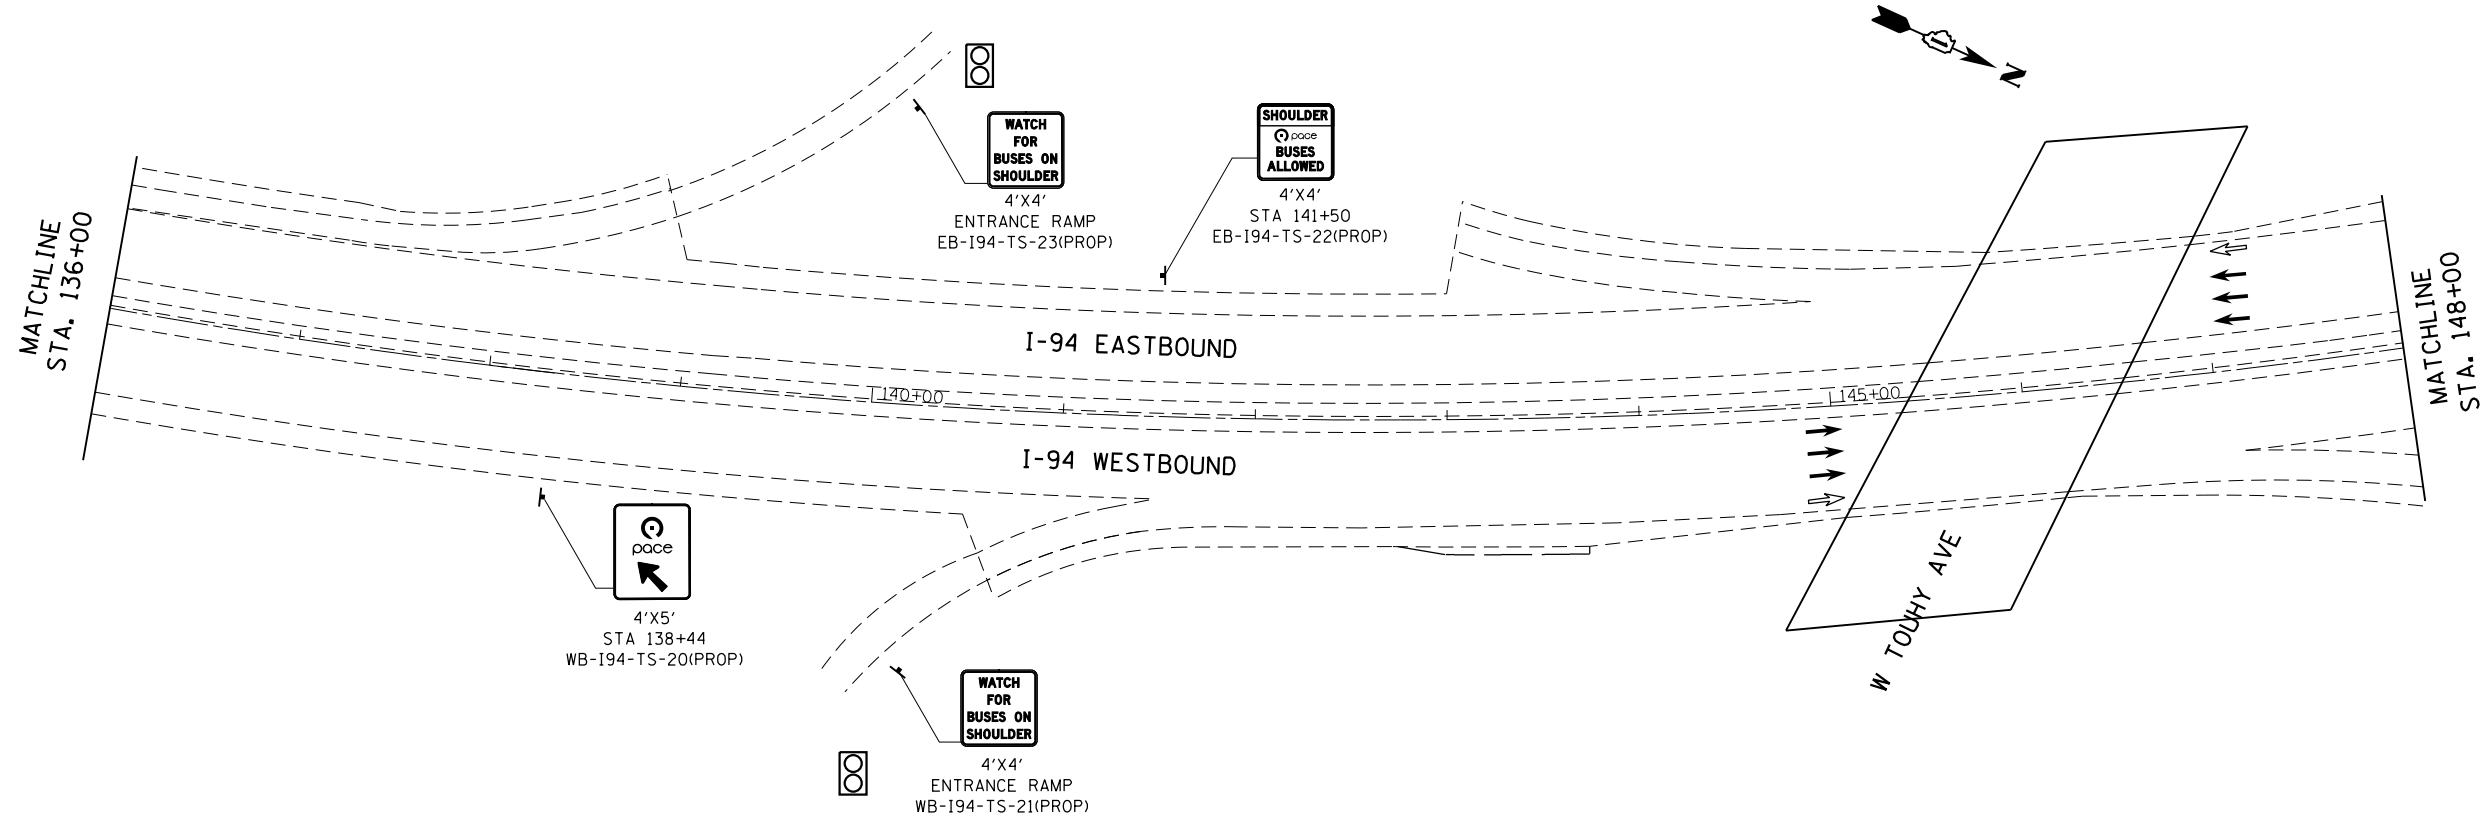 N
WATCH
FOR
BUSES ON
SHOULDER
4'X4'
ENTRANCE RAMP
EB-I94-TS-23(PROP)
SHOULDER
pace
BUSES
ALLOWED
4'X4'
STA 141+50
EB-I94-TS-22(PROP)
MATCHLINE
STA. 136+00
MATCHLINE
STA. 148+00
I-94 EASTBOUND
140+00
145+00
I-94 WESTBOUND
pace
4'X5'
STA 138+44
WB-I94-TS-20(PROP)
W TOUHY AVE
WATCH
FOR
BUSES ON
SHOULDER
4'X4'
ENTRANCE RAMP
WB-I94-TS-21(PROP)